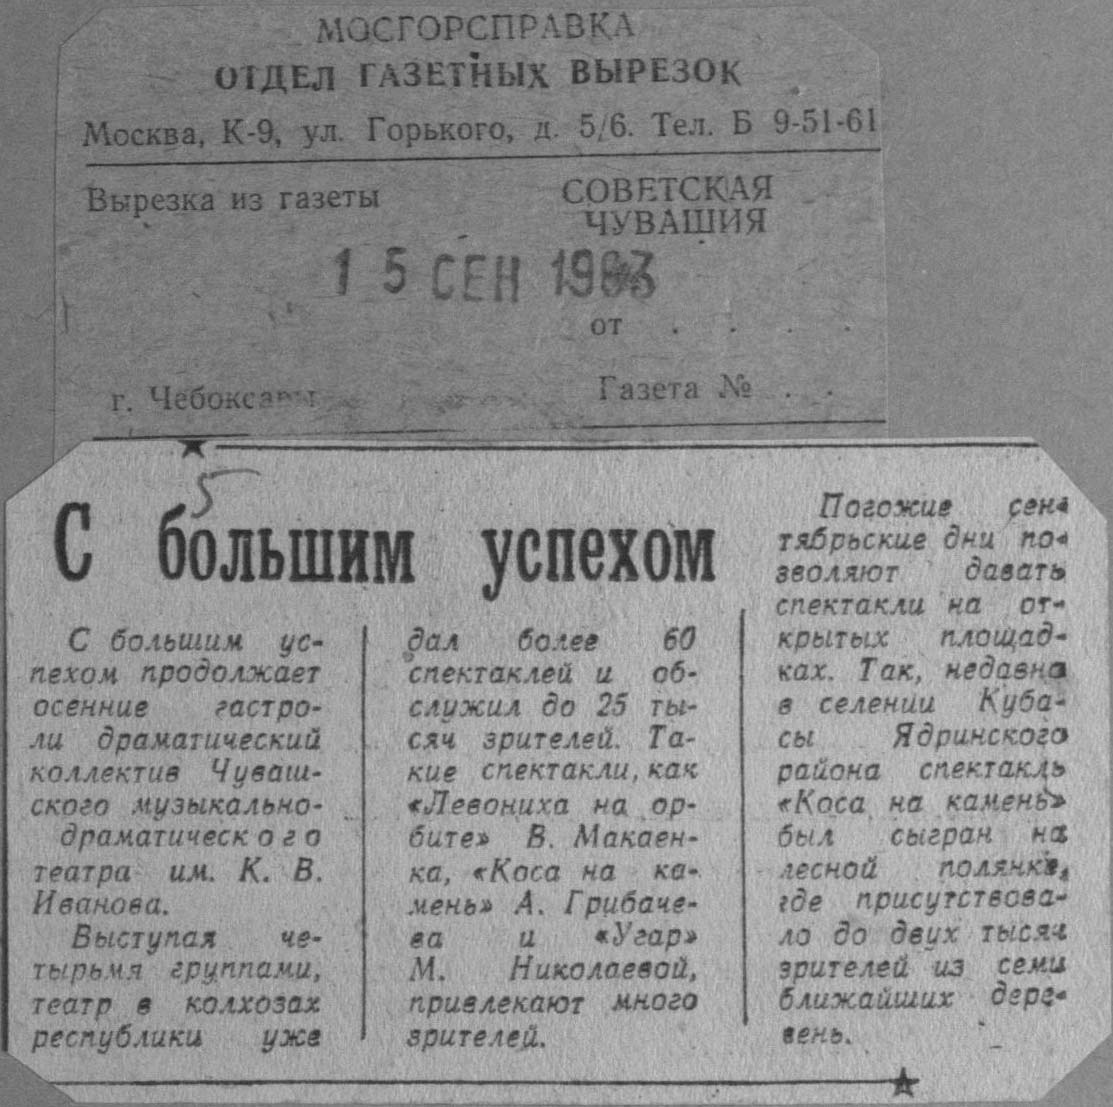 МОСГОРСПРАВКА
ОТДЕЛ ГАЗЕТНЫХ ВЫРЕЗОК
Москва, К-9, ул. Горького, д. 5/6. Тел. Б 9-51-61
Вырезка из газеты
СОВЕТСКАЯ
ЧУВАШИЯ
15 СЕН
от . . . .
г. Чебоксары
Газета № . .
5
С большим успехом
С большим ус-
пехом продолжает
осенние гастро-
ли драматический
коллектив Чуваш-
ского музыкально-
драматического
театра им. К. В.
Иванова.
Выступая че-
тырьмя группами,
театр в колхозах
республики уже
дал более 60
спектаклей и об-
служил до 25 ты-
сяч зрителей. Та-
кие спектакли, как
«Левониха на ор-
бите» В. Макаен-
ка, «Коса на ка-
мень» А. Грибаче-
ва и «Угар»
М. Николаевой,
привлекают много
зрителей.
Погожие сен-
тябрьские дни по-
зволяют давать
спектакли на от-
крытых площад-
ках. Так, недавно
в селении Куба-
сы Ядринского
района спектакль
«Коса на камень»
был сыгран на
лесной полянке,
где присутствова-
ло до двух тысяч
зрителей из семи
ближайших дере-
вень.